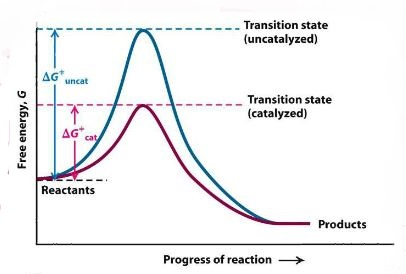 Transition state
(uncatalyzed)
ΔG‡uncat
Transition state
(catalyzed)
ΔG‡cat
Free energy, G
Reactants
Products
Progress of reaction →